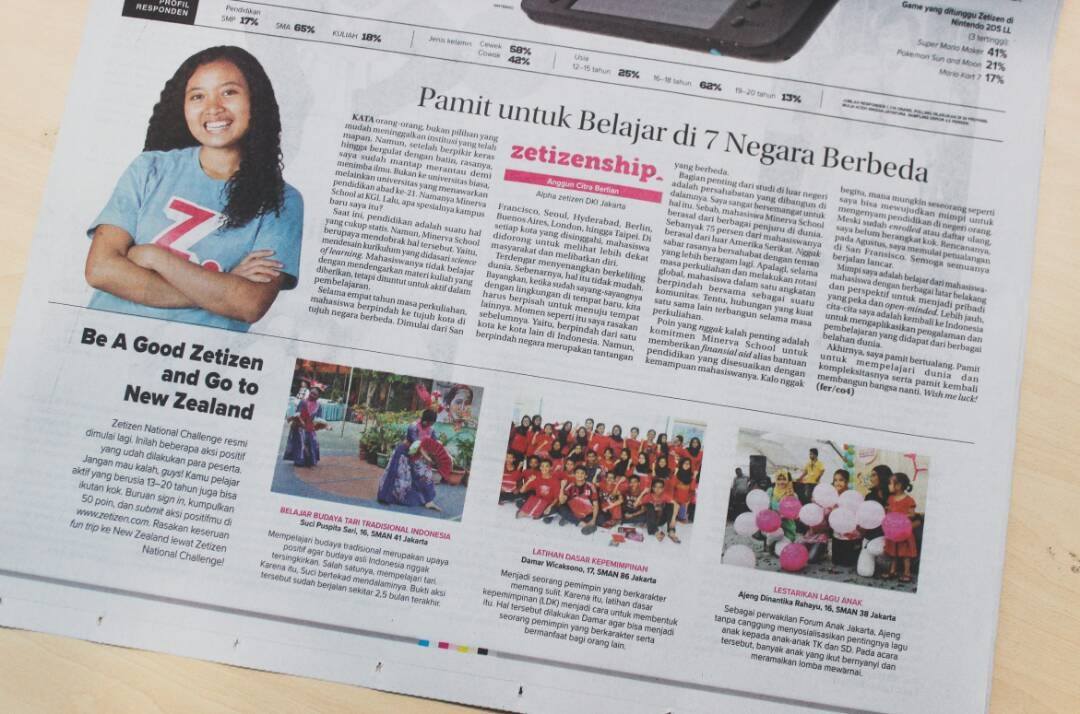 PROFIL
RESPONDEN
Pendidikan
SMP 17% SMA 65% KULIAH 18%
Jenis kelamin Cewek 58%
Cowok 42%
Usia
12–15 tahun 25% 16–18 tahun 62% 19–20 tahun 13%
Game yang ditunggu Zetizen di
Nintendo 2DS LL
(3 tertinggi)
Super Mario Maker 41%
Pokemon Sun and Moon 21%
Mario Kart 7 17%
Pamit untuk Belajar di 7 Negara Berbeda
KATA orang-orang, bukan pilihan yang
mudah meninggalkan institusi yang telah
mapan. Namun, setelah berpikir keras
hingga bergulat dengan batin, rasanya,
saya sudah mantap merantau demi
menimba ilmu. Bukan ke universitas biasa,
melainkan universitas yang menawarkan
pendidikan abad ke-21. Namanya Minerva
School at KGI. Lalu, apa spesialnya kampus
baru saya itu?
Saat ini, pendidikan adalah suatu hal
yang cukup statis. Namun, Minerva School
berupaya mendobrak hal tersebut. Yaitu,
mendesain kurikulum yang didasari science
of learning. Mahasiswanya tidak belajar
dengan mendengarkan materi kuliah yang
diberikan, tetapi dituntut untuk aktif dalam
pembelajaran.
Selama empat tahun masa perkuliahan,
mahasiswa berpindah ke tujuh kota di
tujuh negara berbeda. Dimulai dari San
zetizenship.
Anggun Citra Berlian
Alpha zetizen DKI Jakarta
Francisco, Seoul, Hyderabad, Berlin,
Buenos Aires, London, hingga Taipei. Di
setiap kota yang disinggahi, mahasiswa
didorong untuk melihat lebih dekat
masyarakat dan melibatkan diri.
Terdengar menyenangkan berkeliling
dunia. Sebenarnya, hal itu tidak mudah.
Bayangkan, ketika sudah sayang-sayangnya
dengan lingkungan di tempat baru, kita
harus berpisah untuk menuju tempat
lainnya. Momen seperti itu saya rasakan
sebelumnya. Yaitu, berpindah dari satu
kota ke kota lain di Indonesia. Namun,
berpindah negara merupakan tantangan
yang berbeda.
Bagian penting dari studi di luar negeri
adalah persahabatan yang dibangun di
dalamnya. Saya sangat bersemangat untuk
hal itu. Sebab, mahasiswa Minerva School
berasal dari berbagai penjuru di dunia.
Sebanyak 75 persen dari mahasiswanya
berasal dari luar Amerika Serikat. Nggak
sabar rasanya bersahabat dengan teman
yang lebih beragam lagi. Apalagi, selama
masa perkuliahan dan melakukan rotasi
global, mahasiswa dalam satu angkatan
berpindah bersama sebagai suatu
komunitas. Tentu, hubungan yang kuat
satu sama lain terbangun selama masa
perkuliahan.
Poin yang nggak kalah penting adalah
komitmen Minerva School untuk
memberikan finansial aid alias bantuan
pendidikan yang disesuaikan dengan
kemampuan mahasiswanya. Kalo nggak
begitu, mana mungkin seseorang seperti
saya bisa mewujudkan mimpi untuk
mengenyam pendidikan di negeri orang.
Meski sudah enrolled atau daftar ulang,
saya belum berangkat kok. Rencananya,
pada Agustus, saya memulai petualangan
di San Francisco. Semoga semuanya
berjalan lancar.
Mimpi saya adalah belajar dari mahasiswa-
mahasiswa dengan berbagai latar belakang
dan perspektif untuk menjadi pribadi
yang peka dan open-minded. Lebih jauh,
cita-cita saya adalah kembali ke Indonesia
untuk mengaplikasikan pengalaman dan
pembelajaran yang didapat dari berbagai
belahan dunia.
Akhirnya, saya pamit bertualang. Pamit
untuk mempelajari dunia dan
kompleksitasnya serta pamit kembali
membangun bangsa nanti. Wish me luck!
(fer/co4)
Be A Good Zetizen
and Go to
New Zealand
Zetizen National Challenge resmi
dimulai lagi. Inilah beberapa aksi positif
yang udah dilakukan para peserta.
Jangan mau kalah, guys! Kamu pelajar
aktif yang berusia 13–20 tahun juga bisa
ikutan kok. Buruan sign in, kumpulkan
50 poin, dan submit aksi positifmu di
www.zetizen.com. Rasakan keseruan
fun trip ke New Zealand lewat Zetizen
National Challenge!
BELAJAR BUDAYA TARI TRADISIONAL INDONESIA
Suci Puspita Sari, 16, SMAN 41 Jakarta
Mempelajari budaya tradisional merupakan upaya
positif agar budaya asli Indonesia nggak
tersingkirkan. Salah satunya, mempelajari tari.
Karena itu, Suci bertekad mendalaminya. Bukti aksi
tersebut sudah berjalan sekitar 2,5 bulan terakhir.
LATIHAN DASAR KEPEMIMPINAN
Damar Wicaksono, 17, SMAN 86 Jakarta
Menjadi seorang pemimpin yang berkarakter
memang sulit. Karena itu, latihan dasar
kepemimpinan (LDK) menjadi cara untuk membentuk
itu. Hal tersebut dilakukan Damar agar bisa menjadi
seorang pemimpin yang berkarakter serta
bermanfaat bagi orang lain.
LESTARIKAN LAGU ANAK
Ajeng Dinantika Rahayu, 16, SMAN 38 Jakarta
Sebagai perwakilan Forum Anak Jakarta, Ajeng
tanpa canggung menyosialisasikan pentingnya lagu
anak kepada anak-anak TK dan SD. Pada acara
tersebut, banyak anak yang ikut bernyanyi dan
meramaikan lomba mewarnai.